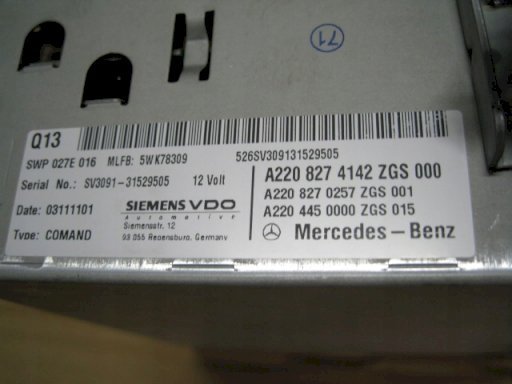 71
Q13
SWP 027E 016 MLFB: 5WK78309
526SV309131529505
Serial No.: SV3091-31529505 12 Volt
A220 827 4142 ZGS 000
A220 827 0257 ZGS 001
Date: 03111101
SIEMENS VDO
Automotive
A220 445 0000 ZGS 015
Siemensstr. 12
93 055 Regensburg, Germany
Type: COMAND
Mercedes-Benz